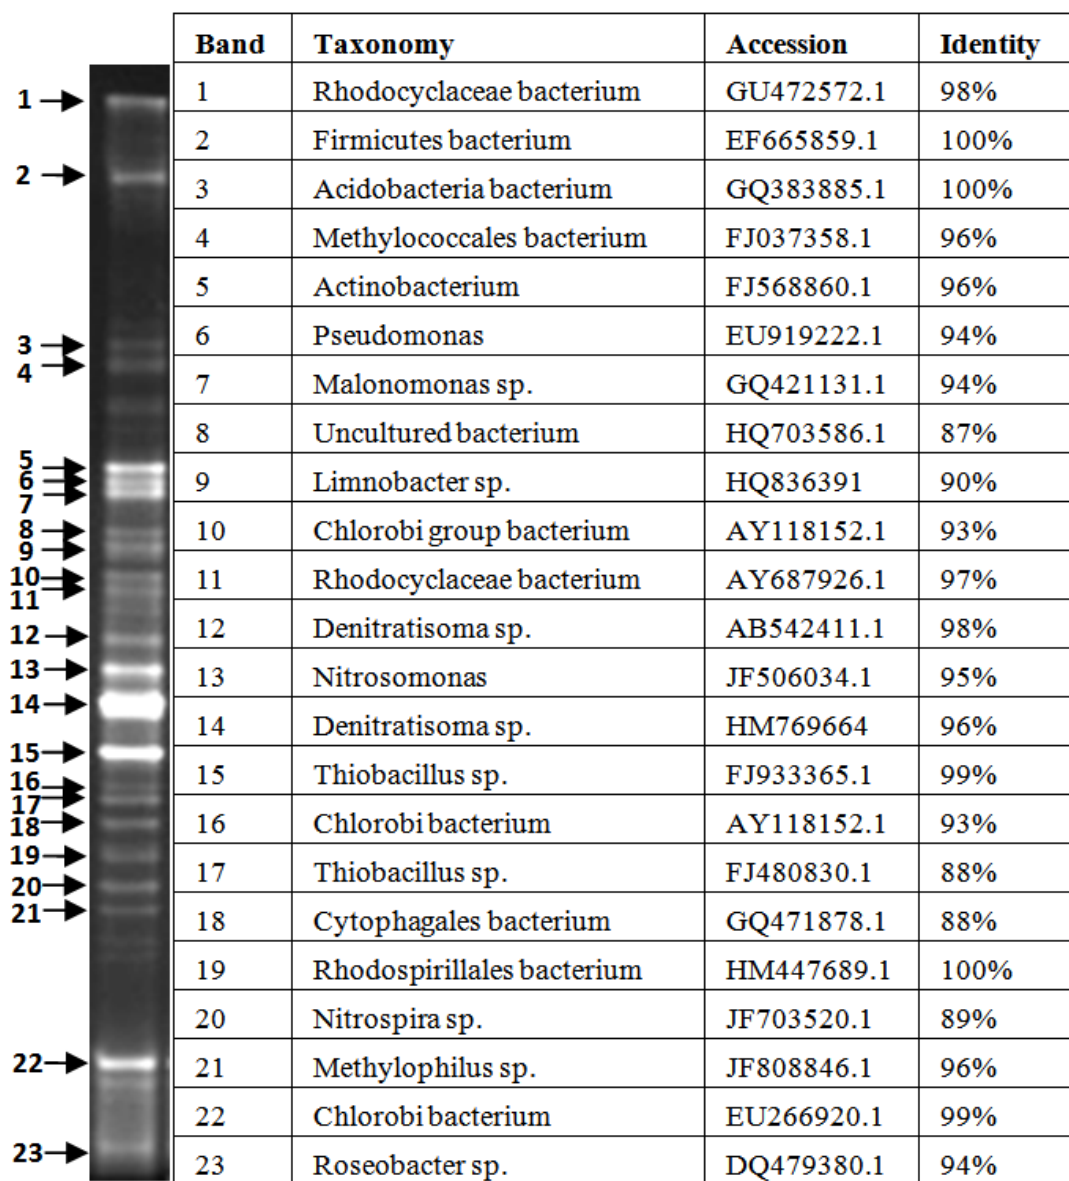 Band Taxonomy Accession Identity
1 Rhodocyclaceae bacterium GU472572.1 98%
2 Firmicutes bacterium EF665859.1 100%
3 Acidobacteria bacterium GQ383885.1 100%
4 Methylococcales bacterium FJ037358.1 96%
5 Actinobacterium FJ568860.1 96%
6 Pseudomonas EU919222.1 94%
7 Malonomonas sp. GQ421131.1 94%
8 Uncultured bacterium HQ703586.1 87%
9 Limnobacter sp. HQ836391 90%
10 Chlorobi group bacterium AY118152.1 93%
11 Rhodocyclaceae bacterium AY687926.1 97%
12 Denitratisoma sp. AB542411.1 98%
13 Nitrosomonas JF506034.1 95%
14 Denitratisoma sp. HM769664 96%
15 Thiobacillus sp. FJ933365.1 99%
16 Chlorobi bacterium AY118152.1 93%
17 Thiobacillus sp. FJ480830.1 88%
18 Cytophagales bacterium GQ471878.1 88%
19 Rhodospirillales bacterium HM447689.1 100%
20 Nitrospira sp. JF703520.1 89%
21 Methylophilus sp. JF808846.1 96%
22 Chlorobi bacterium EU266920.1 99%
23 Roseobacter sp. DQ479380.1 94%
1
2
3
4
5
6
7
8
9
10
11
12
13
14
15
16
17
18
19
20
21
22
23